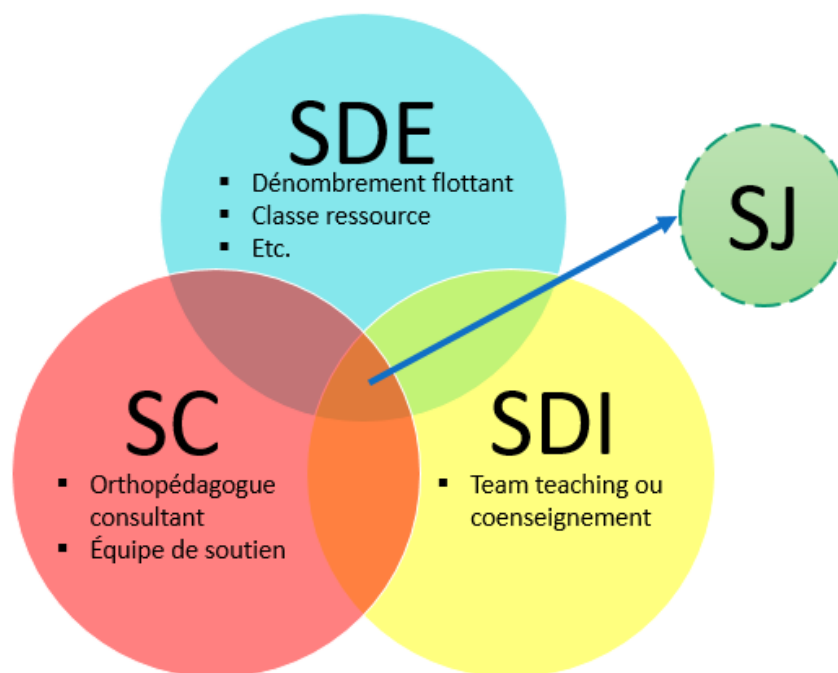 SDE
▪ Dénombrement flottant
▪ Classe ressource
▪ Etc.
SJ
SC
▪ Orthopédagogue
consultant
▪ Équipe de soutien
SDI
▪ Team teaching ou
coenseignement